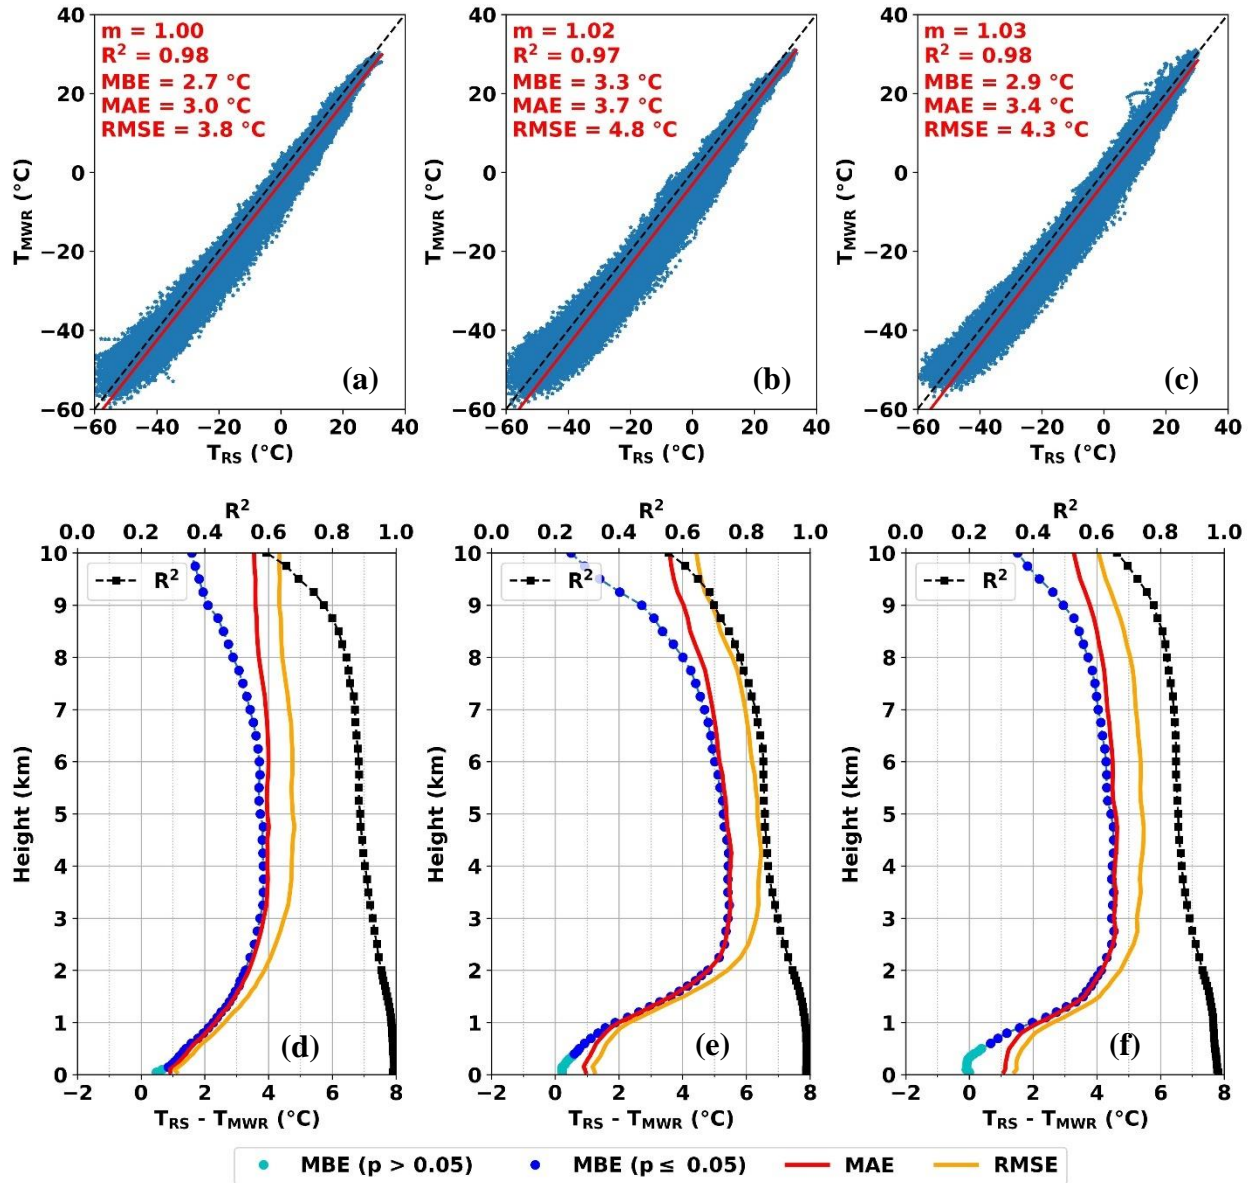 m = 1.00
R² = 0.98
MBE = 2.7 °C
MAE = 3.0 °C
RMSE = 3.8 °C
40
20
0
−20
−40
−60
T_MWR (°C)
(a)
−60 −40 −20 0 20 40
T_RS (°C)
m = 1.02
R² = 0.97
MBE = 3.3 °C
MAE = 3.7 °C
RMSE = 4.8 °C
40
20
0
−20
−40
−60
T_MWR (°C)
(b)
−60 −40 −20 0 20 40
T_RS (°C)
m = 1.03
R² = 0.98
MBE = 2.9 °C
MAE = 3.4 °C
RMSE = 4.3 °C
40
20
0
−20
−40
−60
T_MWR (°C)
(c)
−60 −40 −20 0 20 40
T_RS (°C)
R²
0.0 0.2 0.4 0.6 0.8 1.0
R²
10
9
8
7
6
5
4
3
2
1
0
Height (km)
(d)
−2 0 2 4 6 8
T_RS - T_MWR (°C)
R²
0.0 0.2 0.4 0.6 0.8 1.0
R²
10
9
8
7
6
5
4
3
2
1
0
Height (km)
(e)
−2 0 2 4 6 8
T_RS - T_MWR (°C)
R²
0.0 0.2 0.4 0.6 0.8 1.0
R²
10
9
8
7
6
5
4
3
2
1
0
Height (km)
(f)
−2 0 2 4 6 8
T_RS - T_MWR (°C)
MBE (p > 0.05) MBE (p ≤ 0.05) MAE RMSE